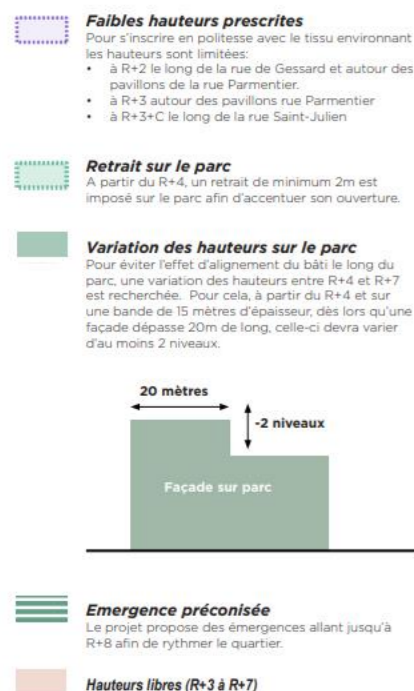 Faibles hauteurs prescrites
Pour s'inscrire en politesse avec le tissu environnant
les hauteurs sont limitées:
• à R+2 le long de la rue de Gessard et autour des
pavillons de la rue Parmentier.
• à R+3 autour des pavillons rue Parmentier
• à R+3+C le long de la rue Saint-Julien
Retrait sur le parc
A partir du R+4, un retrait de minimum 2m est
imposé sur le parc afin d'accentuer son ouverture.
Variation des hauteurs sur le parc
Pour éviter l'effet d'alignement du bâti le long du
parc, une variation des hauteurs entre R+4 et R+7
est recherchée. Pour cela, à partir du R+4 et sur
une bande de 15 mètres d'épaisseur, dès lors qu'une
façade dépasse 20m de long, celle-ci devra varier
d'au moins 2 niveaux.
20 mètres
-2 niveaux
Façade sur parc
Emergence préconisée
Le projet propose des émergences allant jusqu'à
R+8 afin de rythmer le quartier.
Hauteurs libres (R+3 à R+7)